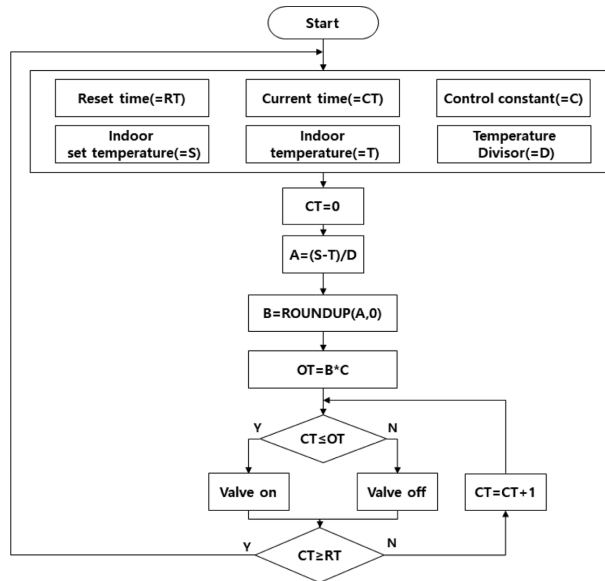 Start
Reset time(=RT)
Current time(=CT)
Control constant(=C)
Indoor
set temperature(=S)
Indoor
temperature(=T)
Temperature
Divisor(=D)
CT=0
A=(S-T)/D
B=ROUNDUP(A,0)
OT=B*C
Y
CT≤OT
N
Valve on
Valve off
CT=CT+1
Y
CT≥RT
N